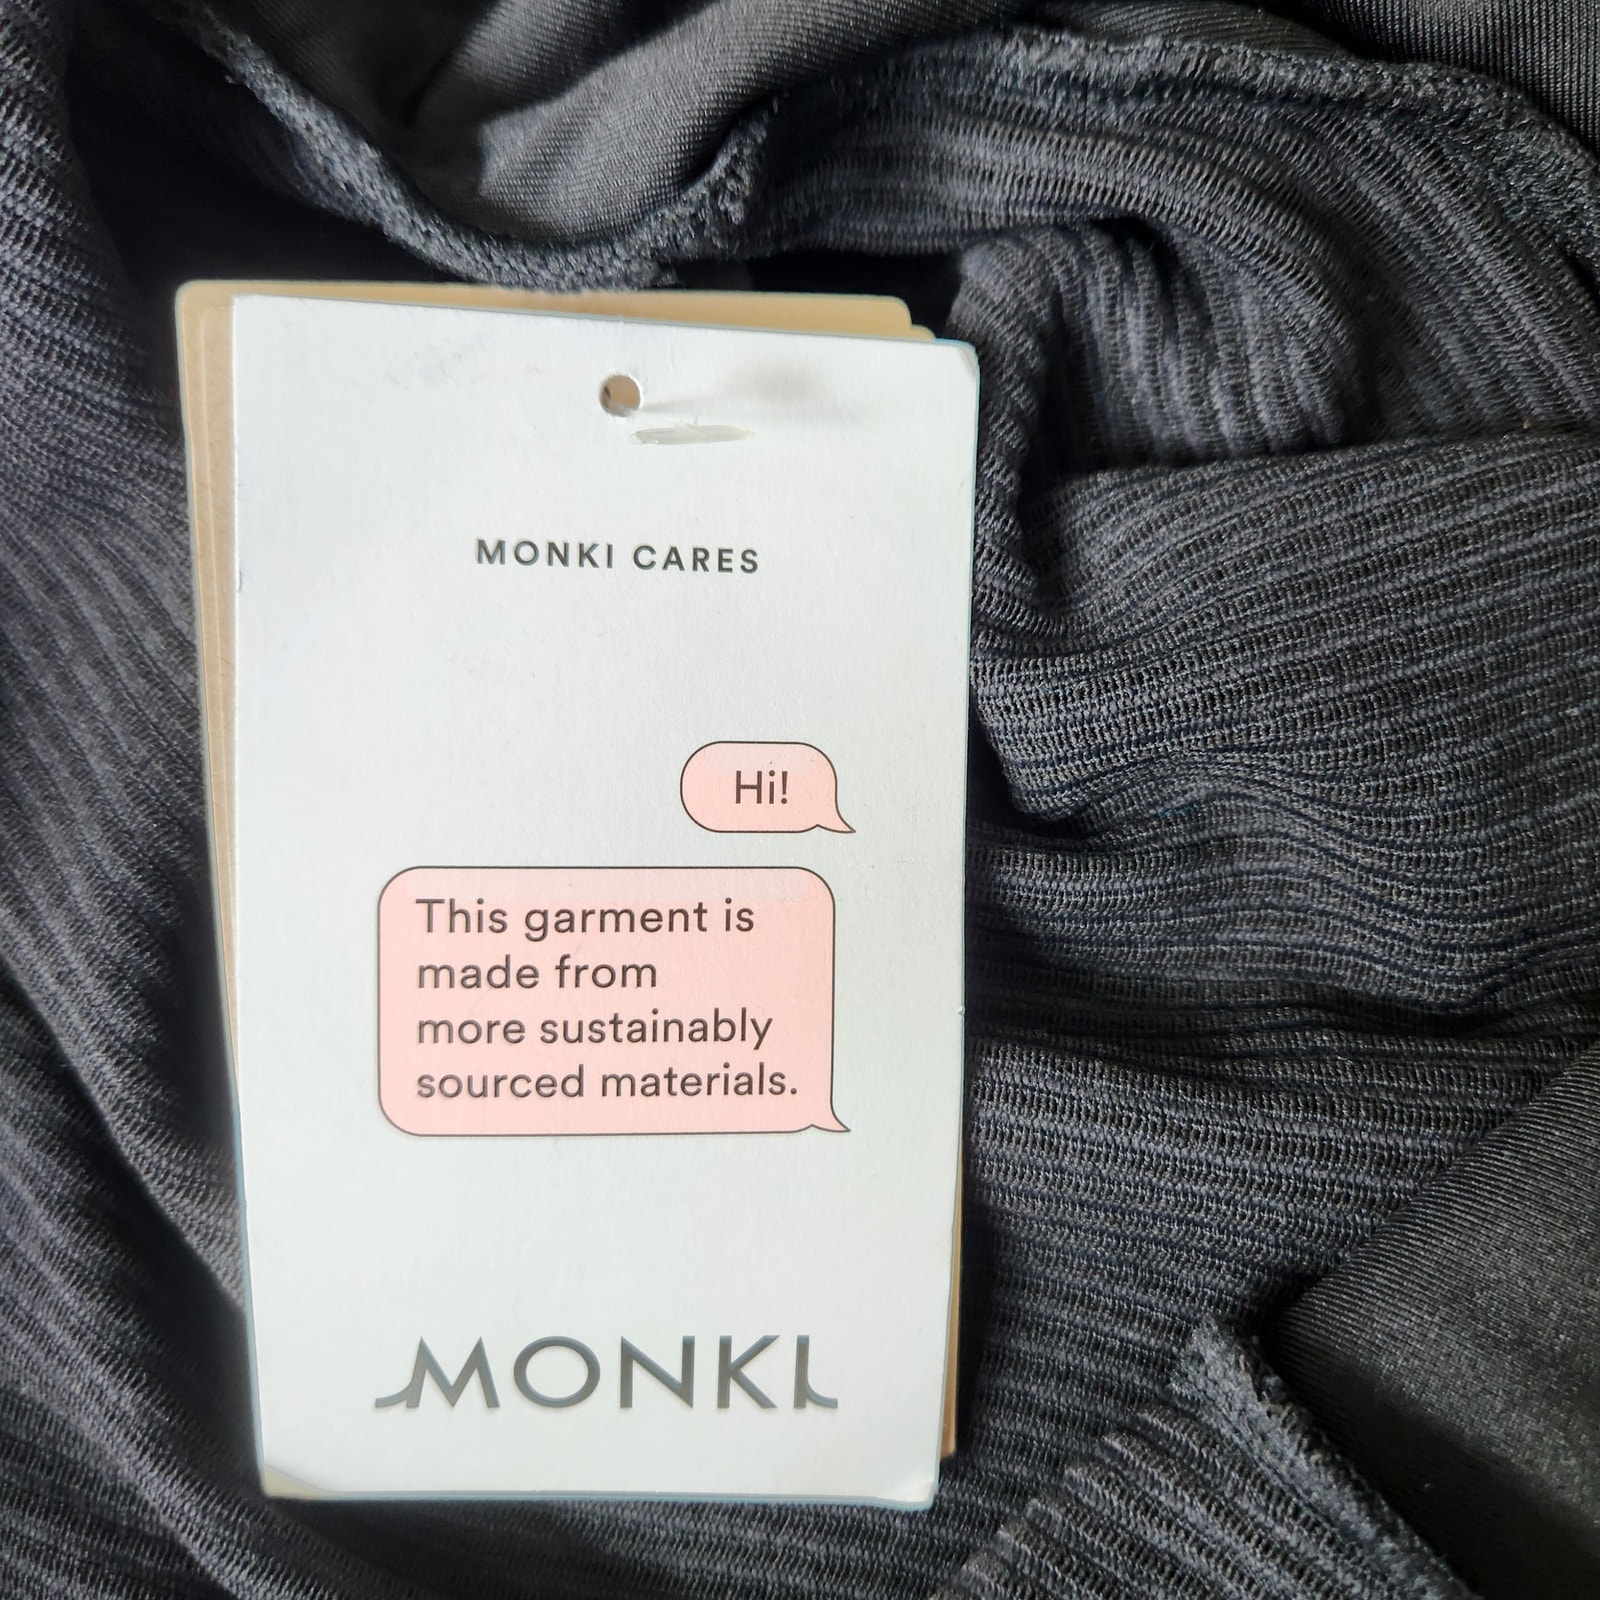 MONKI CARES
Hi!
This garment is
made from
more sustainably
sourced materials.
MONKI